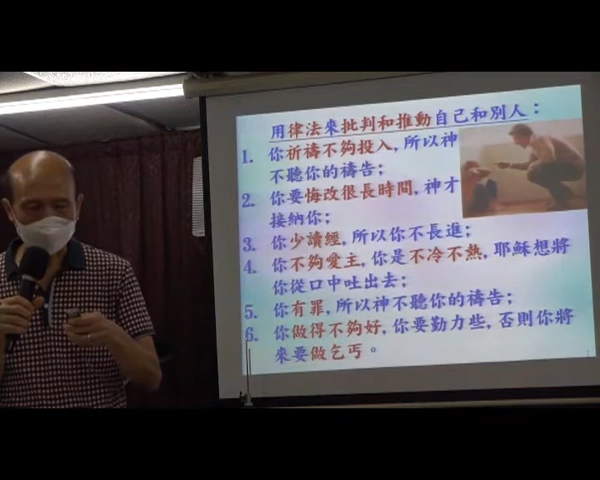 用律法來批判和推動自己和別人：
1. 你祈禱不夠投入, 所以神
不聽你的禱告;
2. 你要悔改很長時間, 神才
接納你;
3. 你少讀經, 所以你不長進;
4. 你不夠愛主, 你是不冷不熱, 耶穌想將
你從口中吐出去;
5. 你有罪, 所以神不聽你的禱告;
6. 你做得不夠好, 你要勤力些, 否則你將
來要做乞丐。